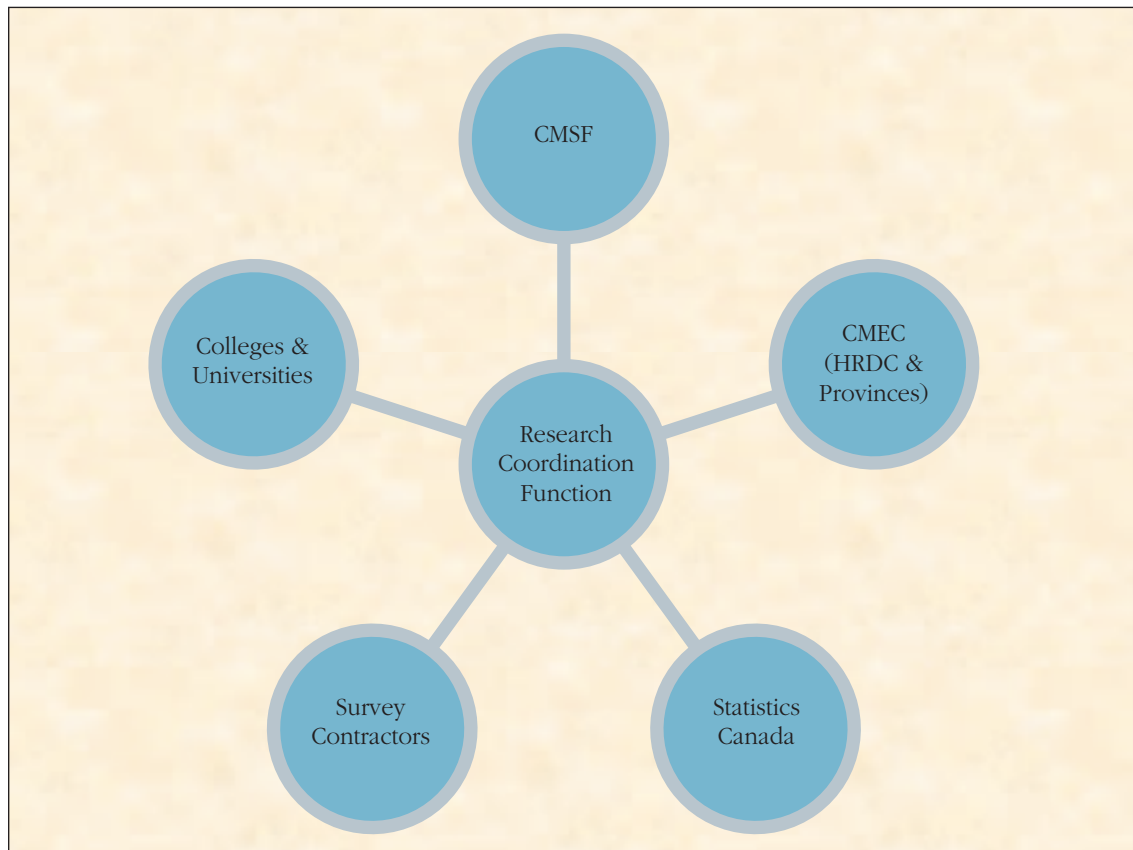 CMSF
Colleges &
Universities
CMEC
(HRDC &
Provinces)
Research
Coordination
Function
Survey
Contractors
Statistics
Canada